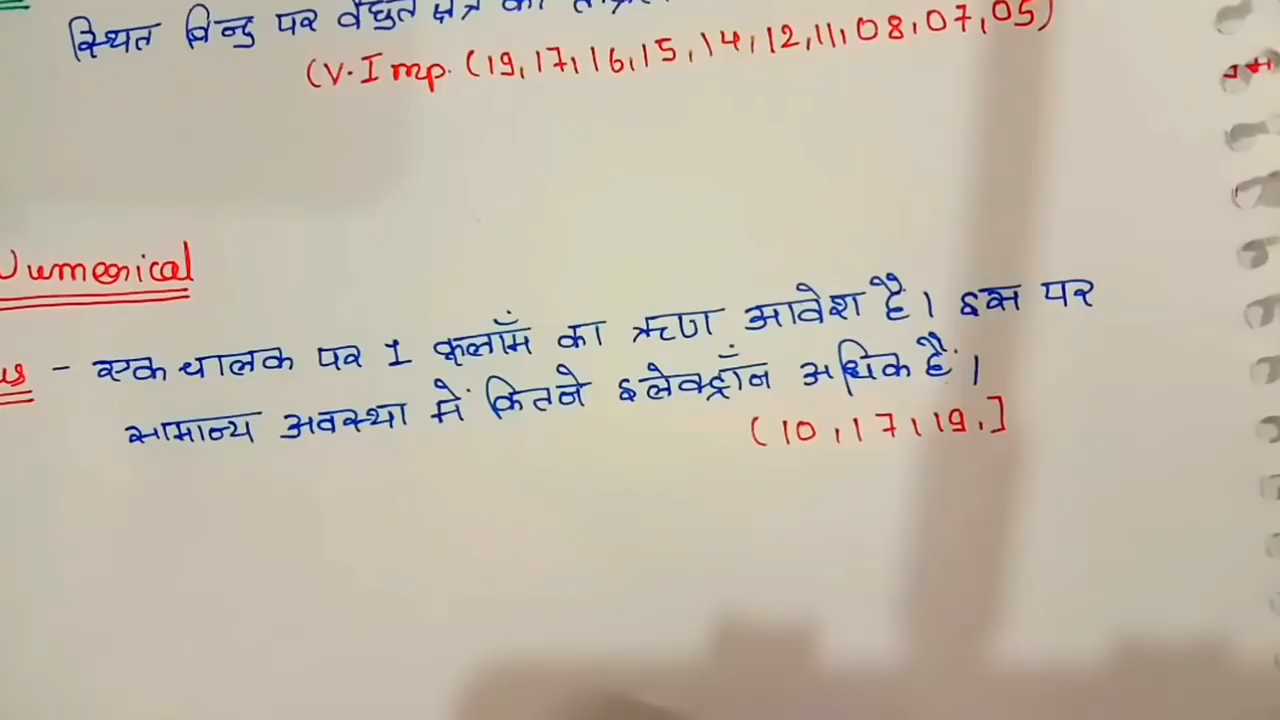 स्थित बिन्दु पर वैद्युत क्षेत्र की
(V.Imp. (19,17,16,15,14,12,11,08,07,05)
Numerical
- एक चालक पर 1 कूलॉम का ऋण आवेश है। इस पर
सामान्य अवस्था में कितने इलेक्ट्रॉन अधिक है।
(10,17,19,]